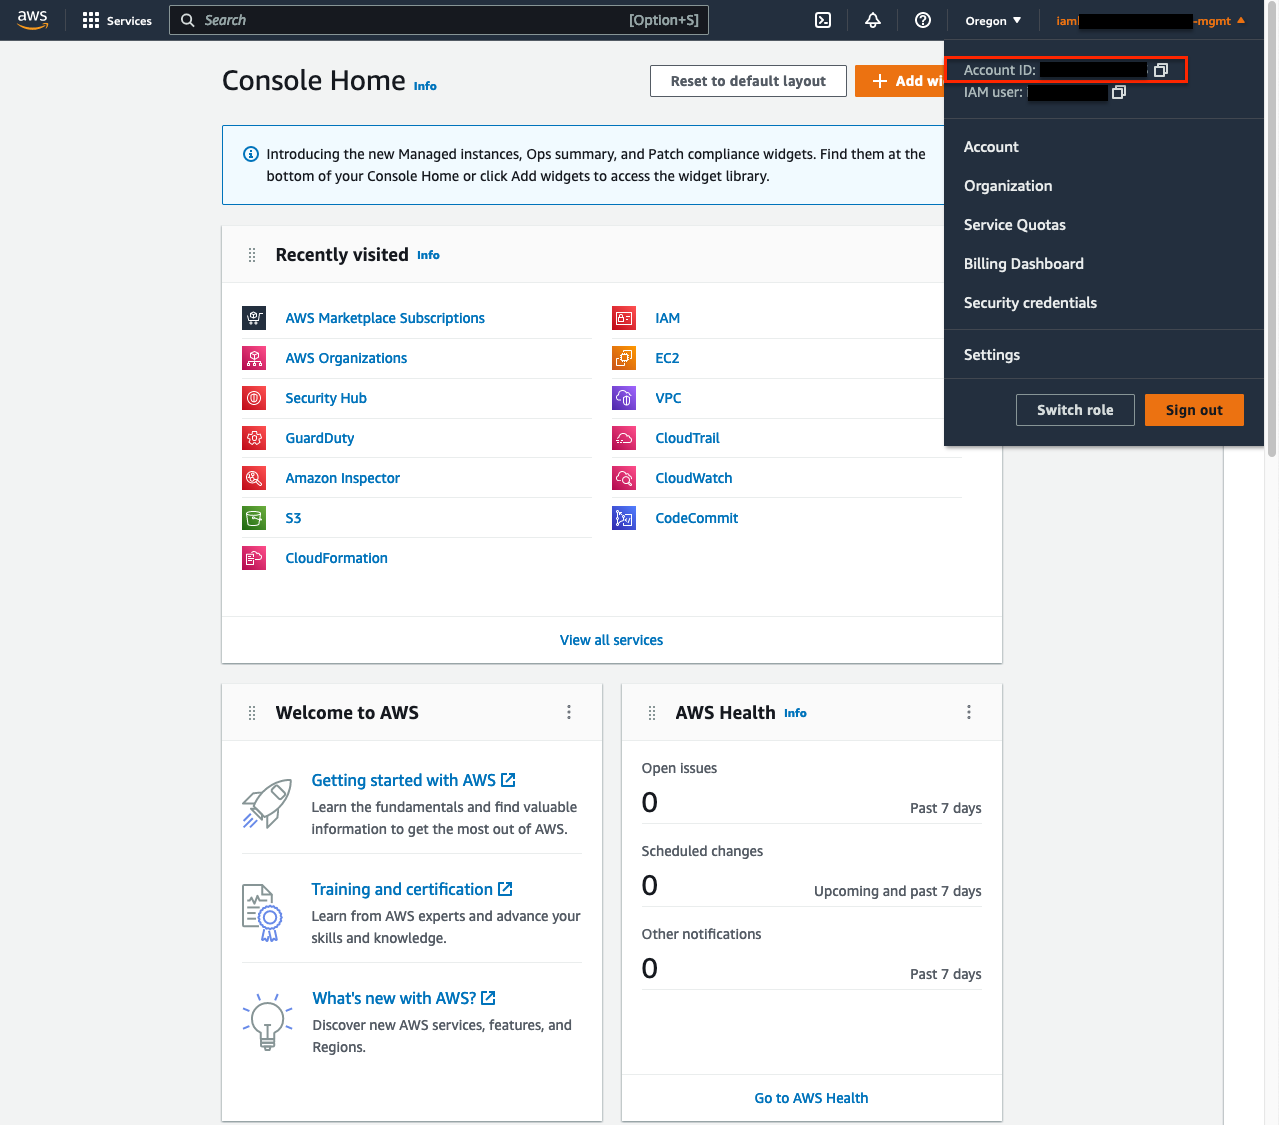 aws
Services
Search
[Option+S]
Oregon
iam
-mgmt
Account ID:
IAM user:
Account
Organization
Service Quotas
Billing Dashboard
Security credentials
Settings
Switch role
Sign out
Console Home Info
Reset to default layout
Add wi
Introducing the new Managed instances, Ops summary, and Patch compliance widgets. Find them at the
bottom of your Console Home or click Add widgets to access the widget library.
Recently visited Info
AWS Marketplace Subscriptions
AWS Organizations
Security Hub
GuardDuty
Amazon Inspector
S3
CloudFormation
IAM
EC2
VPC
CloudTrail
CloudWatch
CodeCommit
View all services
Welcome to AWS
Getting started with AWS
Learn the fundamentals and find valuable
information to get the most out of AWS.
Training and certification
Learn from AWS experts and advance your
skills and knowledge.
What's new with AWS?
Discover new AWS services, features, and
Regions.
AWS Health Info
Open issues
0
Past 7 days
Scheduled changes
0
Upcoming and past 7 days
Other notifications
0
Past 7 days
Go to AWS Health